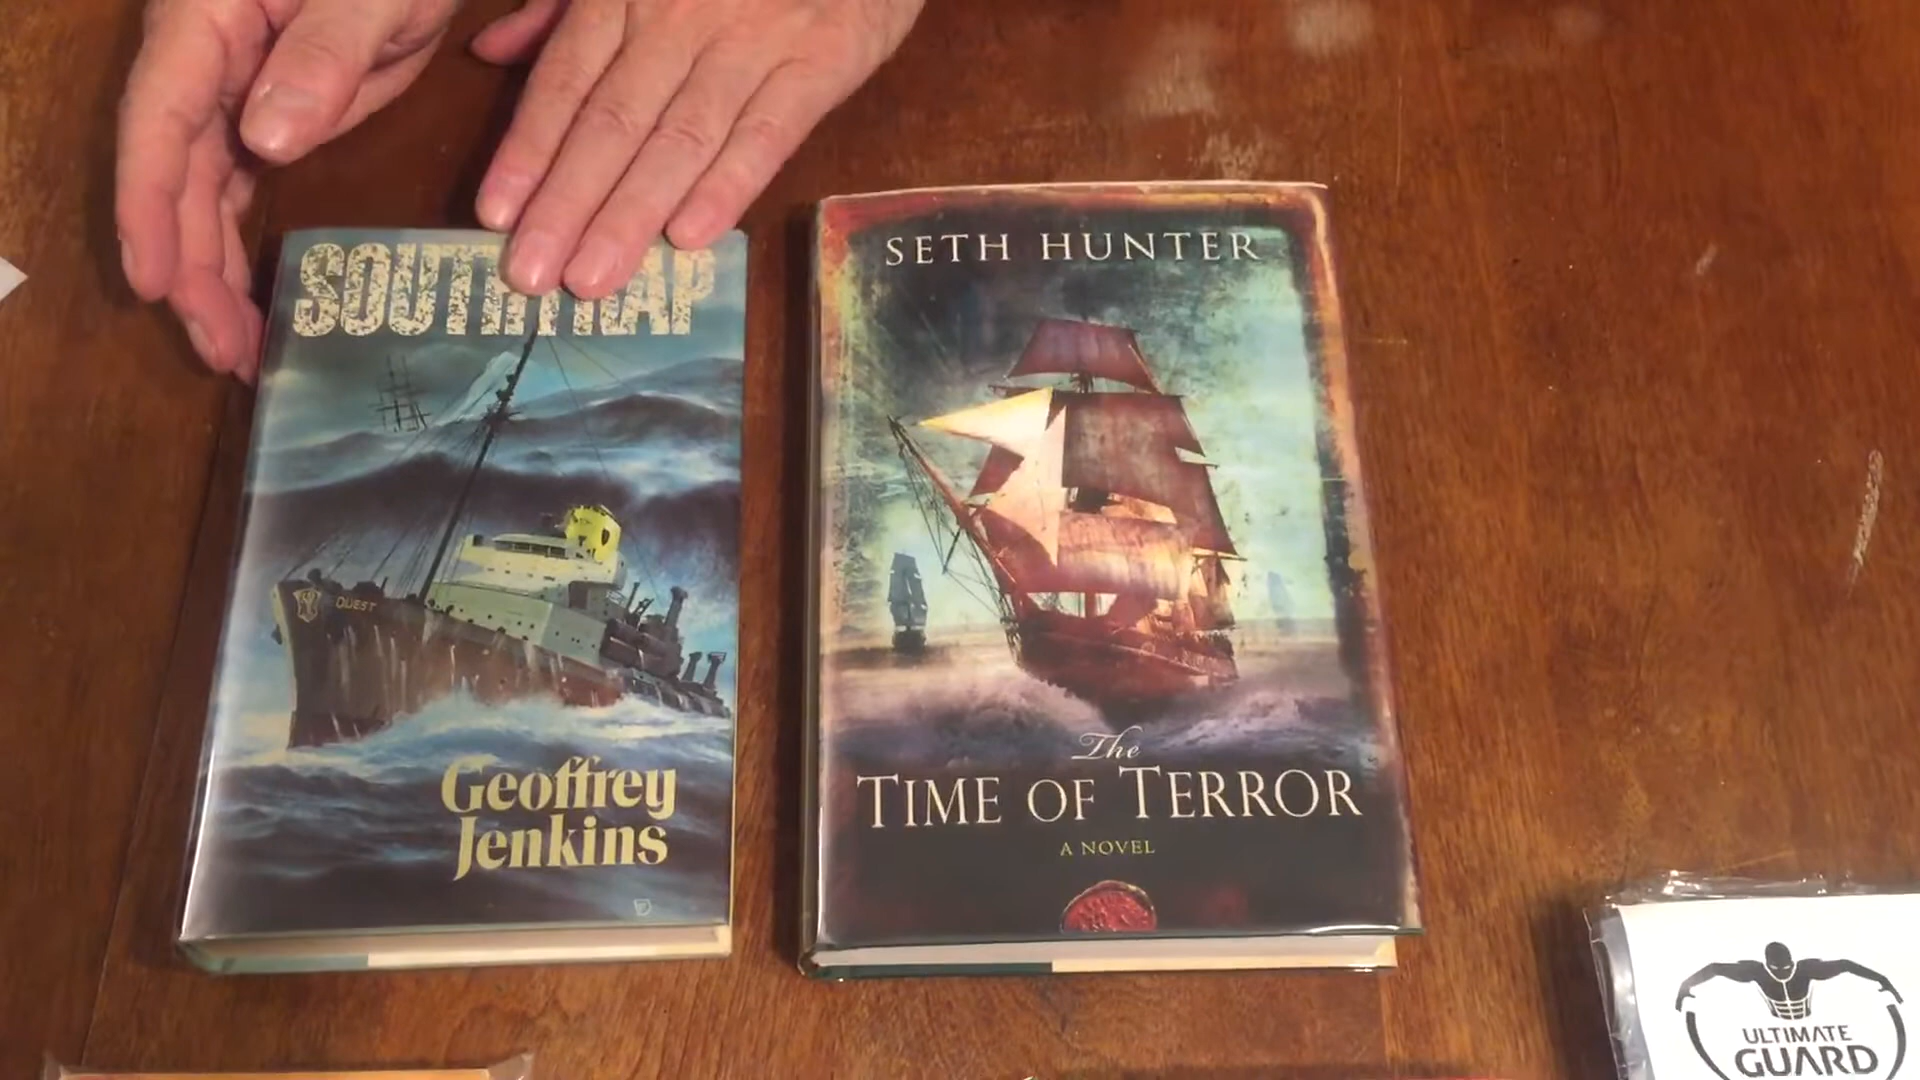 SOUTHTRAP
QUEST
Geoffrey
Jenkins
SETH HUNTER
The
TIME OF TERROR
A NOVEL
ULTIMATE
GUARD